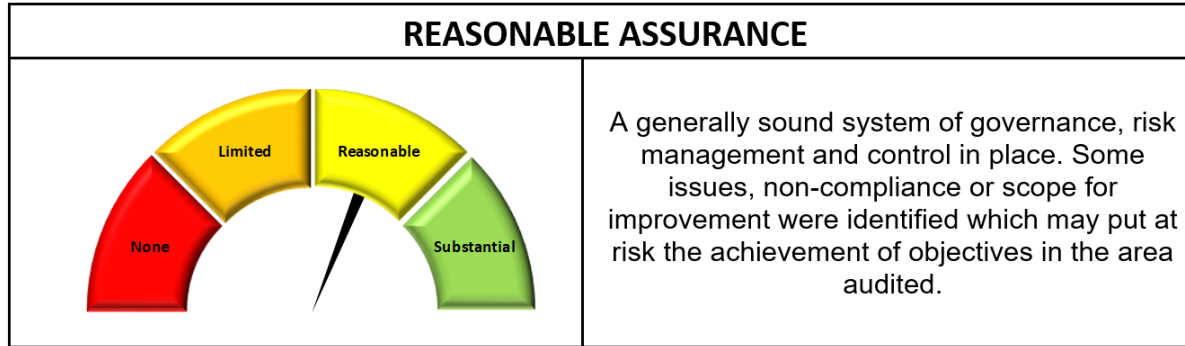 REASONABLE ASSURANCE
Limited
Reasonable
None
Substantial
A generally sound system of governance, risk
management and control in place. Some
issues, non-compliance or scope for
improvement were identified which may put at
risk the achievement of objectives in the area
audited.